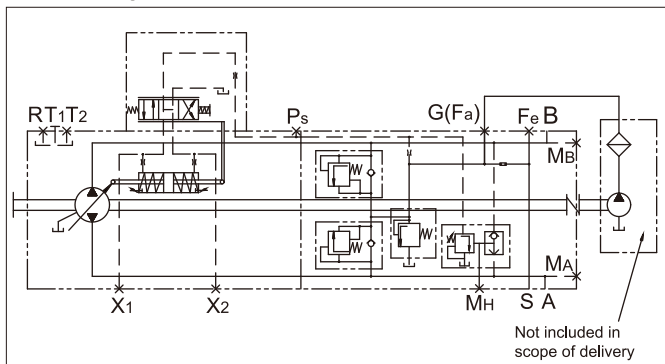 R T1 T2
Ps
G(Fa)
Fe B
MB
MA
X1
X2
MH
S A
Not included in
scope of delivery